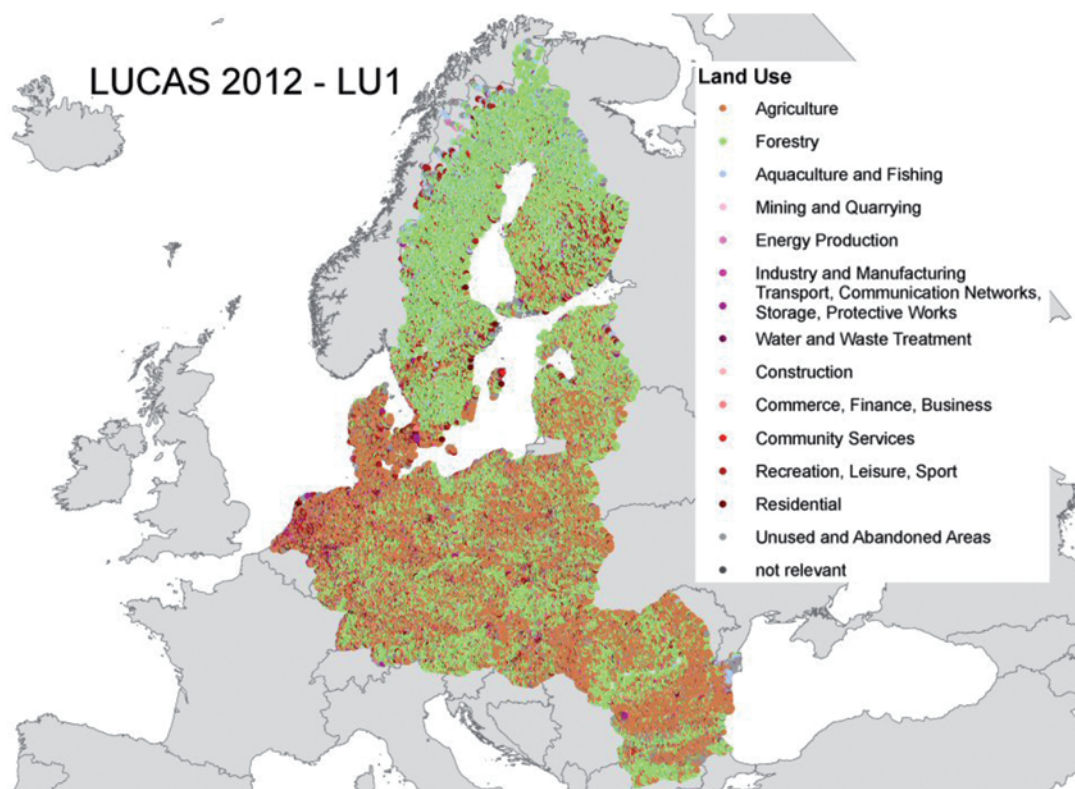 LUCAS 2012 - LU1
Land Use
Agriculture
Forestry
Aquaculture and Fishing
Mining and Quarrying
Energy Production
Industry and Manufacturing
Transport, Communication Networks,
Storage, Protective Works
Water and Waste Treatment
Construction
Commerce, Finance, Business
Community Services
Recreation, Leisure, Sport
Residential
Unused and Abandoned Areas
not relevant